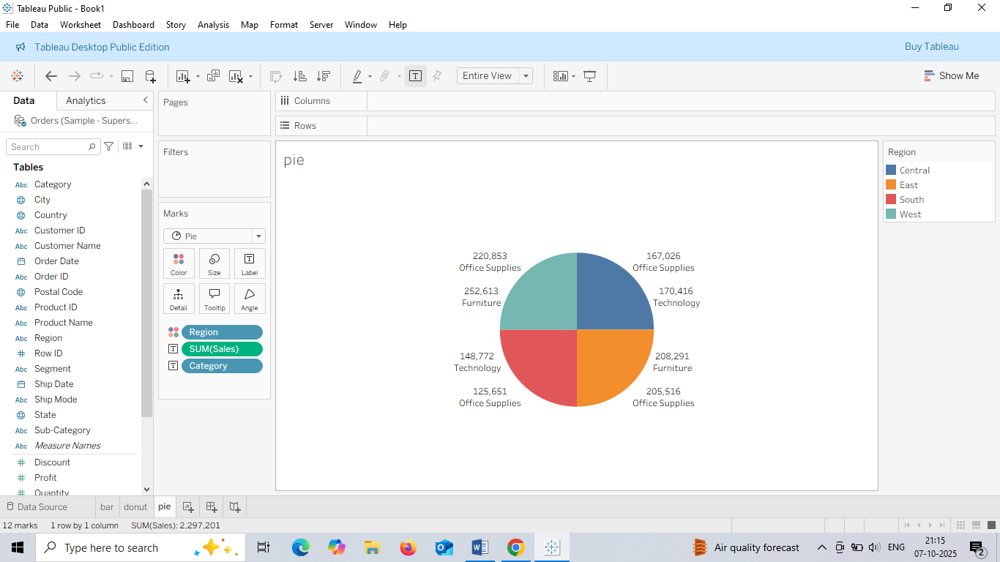 Tableau Public - Book1
File Data Worksheet Dashboard Story Analysis Map Format Server Window Help
Tableau Desktop Public Edition
Buy Tableau
Entire View
Show Me
Data Analytics
Orders (Sample - Supers...
Search
Tables
Abc Category
City
Country
Abc Customer ID
Abc Customer Name
Order Date
Abc Order ID
Postal Code
Abc Product ID
Abc Product Name
Abc Region
# Row ID
Abc Segment
Ship Date
Abc Ship Mode
State
Abc Sub-Category
Abc Measure Names
# Discount
# Profit
# Quantity
Pages
Filters
Marks
Pie
Color Size Label
Detail Tooltip Angle
Region
SUM(Sales)
Category
Columns
Rows
pie
220,853
Office Supplies
167,026
Office Supplies
252,613
Furniture
170,416
Technology
148,772
Technology
208,291
Furniture
125,651
Office Supplies
205,516
Office Supplies
Region
Central
East
South
West
Data Source bar donut pie
12 marks 1 row by 1 column SUM(Sales): 2,297,201
Type here to search
Air quality forecast
ENG
21:15
07-10-2025
2